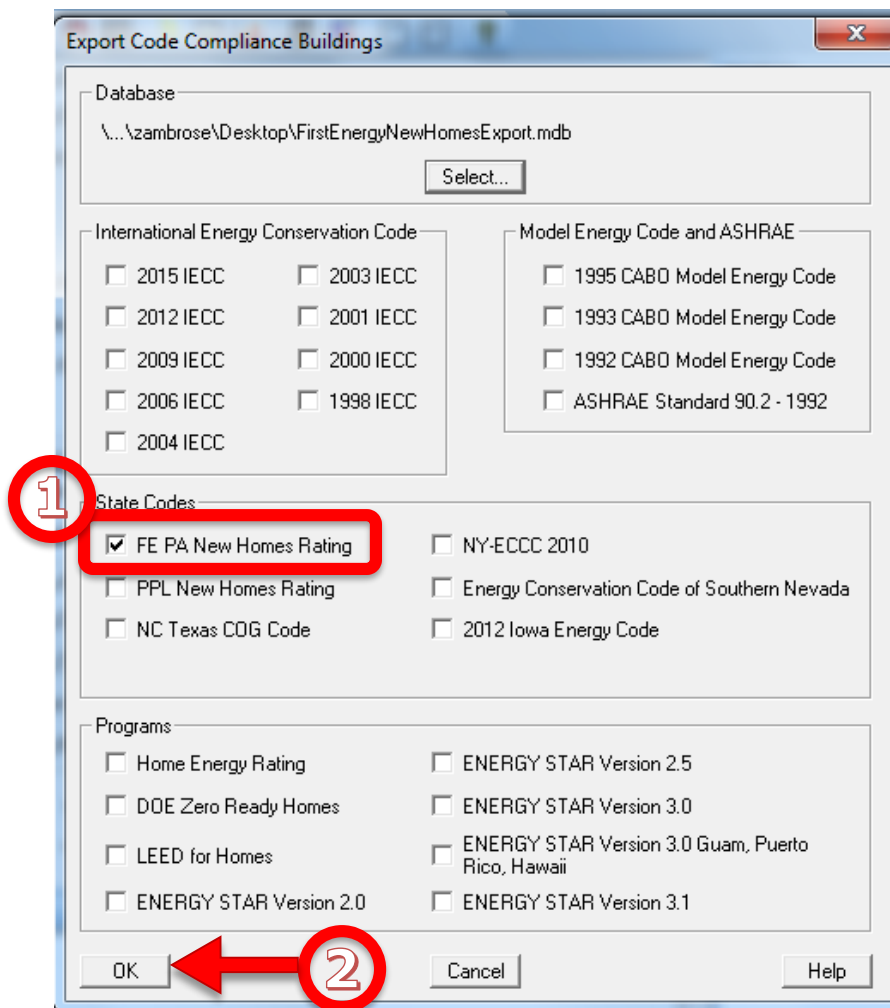 Export Code Compliance Buildings
x
Database
\...\zambrose\Desktop\FirstEnergyNewHomesExport.mdb
Select...
International Energy Conservation Code
2015 IECC
2003 IECC
2012 IECC
2001 IECC
2009 IECC
2000 IECC
2006 IECC
1998 IECC
2004 IECC
Model Energy Code and ASHRAE
1995 CABO Model Energy Code
1993 CABO Model Energy Code
1992 CABO Model Energy Code
ASHRAE Standard 90.2 - 1992
1
State Codes
FE PA New Homes Rating
NY-ECCC 2010
PPL New Homes Rating
Energy Conservation Code of Southern Nevada
NC Texas COG Code
2012 Iowa Energy Code
Programs
Home Energy Rating
ENERGY STAR Version 2.5
DOE Zero Ready Homes
ENERGY STAR Version 3.0
LEED for Homes
ENERGY STAR Version 3.0 Guam, Puerto
Rico, Hawaii
ENERGY STAR Version 2.0
ENERGY STAR Version 3.1
OK
2
Cancel
Help